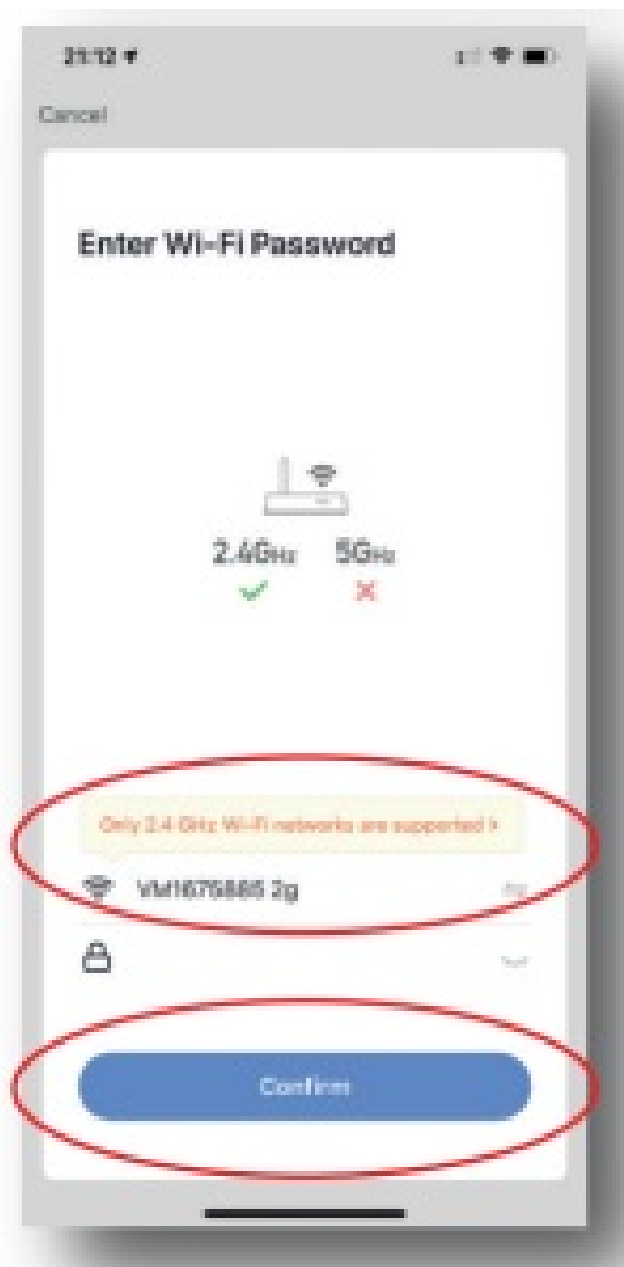 21:12
Cancel
Enter Wi-Fi Password
2.4GHz 5GHz
Only 2.4 GHz Wi-Fi networks are supported >
2g
Confirm